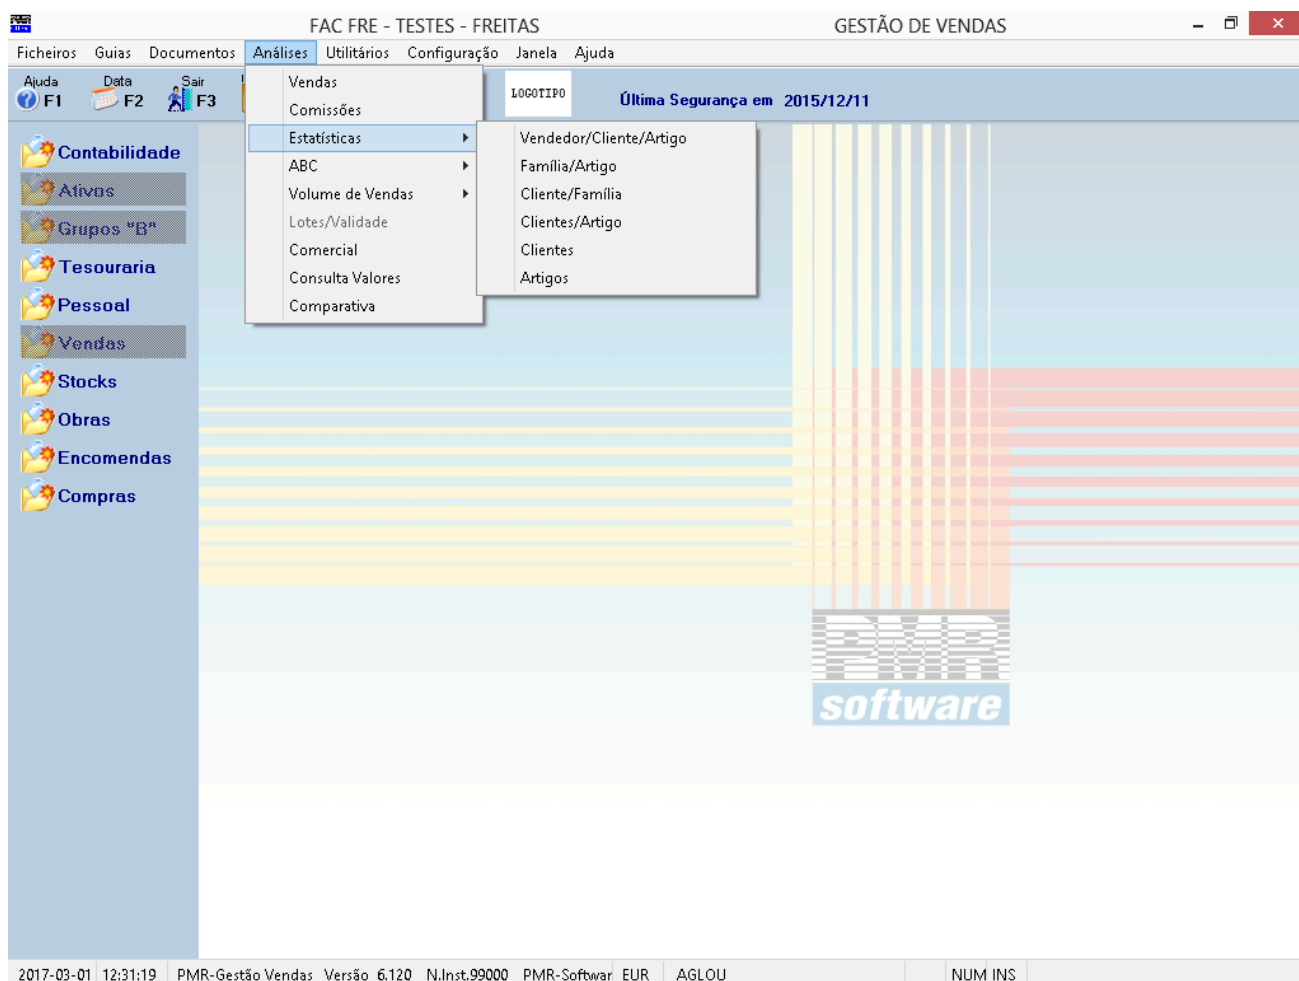 FAC FRE - TESTES - FREITAS GESTÃO DE VENDAS
Ficheiros Guias Documentos Análises Utilitários Configuração Janela Ajuda
Ajuda F1 Data F2 Sair F3 LOGOTIPO Última Segurança em 2015/12/11
Vendas
Comissões
Estatísticas
ABC
Volume de Vendas
Lotes/Validade
Comercial
Consulta Valores
Comparativa
Vendedor/Cliente/Artigo
Família/Artigo
Cliente/Família
Clientes/Artigo
Clientes
Artigos
Contabilidade
Ativos
Grupos "B"
Tesouraria
Pessoal
Vendas
Stocks
Obras
Encomendas
Compras
PMR
software
2017-03-01 12:31:19 PMR-Gestão Vendas Versão 6.120 N.Inst.99000 PMR-Softwar EUR AGLOU NUM INS